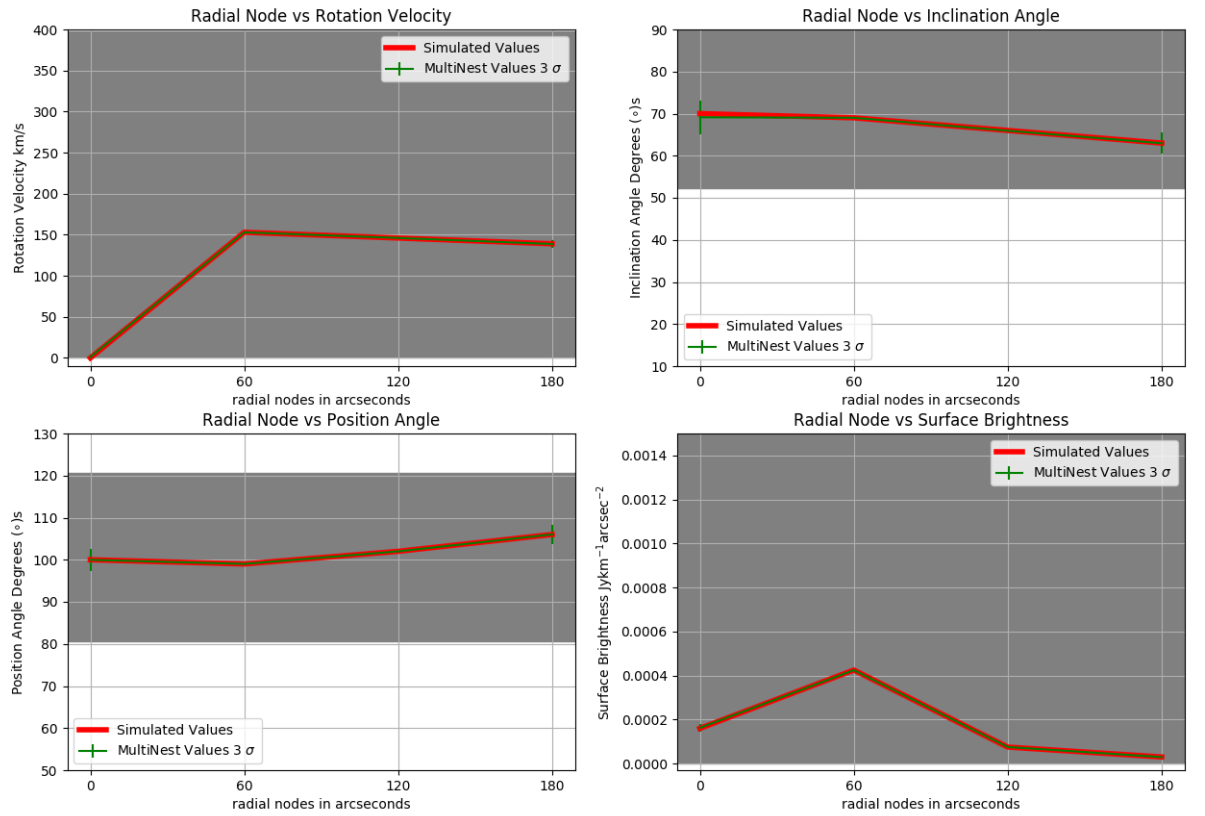 Radial Node vs Rotation Velocity
Rotation Velocity km/s
400
350
300
250
200
150
100
50
0
Simulated Values
MultiNest Values 3 σ
0 60 120 180
radial nodes in arcseconds
Radial Node vs Inclination Angle
Inclination Angle Degrees (∘)s
90
80
70
60
50
40
30
20
10
Simulated Values
MultiNest Values 3 σ
0 60 120 180
radial nodes in arcseconds
Radial Node vs Position Angle
Position Angle Degrees (∘)s
130
120
110
100
90
80
70
60
50
Simulated Values
MultiNest Values 3 σ
0 60 120 180
radial nodes in arcseconds
Radial Node vs Surface Brightness
Surface Brightness Jykm⁻¹arcsec⁻²
0.0014
0.0012
0.0010
0.0008
0.0006
0.0004
0.0002
0.0000
Simulated Values
MultiNest Values 3 σ
0 60 120 180
radial nodes in arcseconds